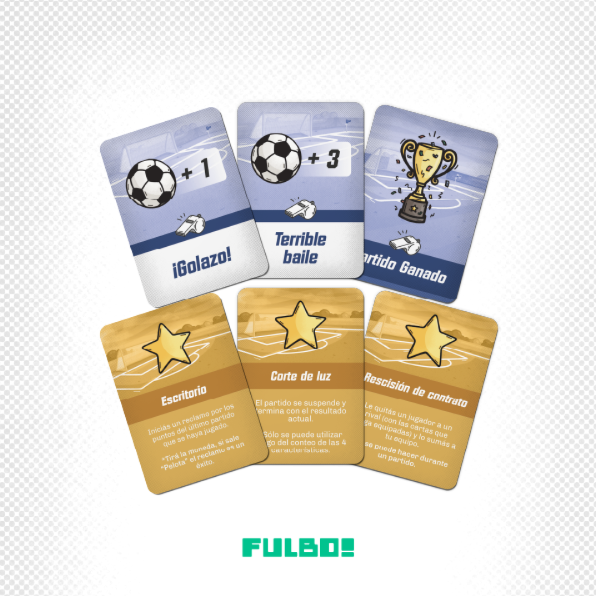 + 1
¡Golazo!
+ 3
Terrible
baile
artido Ganado
Escritorio
Iniciás un reclamo por los
puntos del último partido
que se haya jugado.
"Tirá la moneda. Si sale
"Pelota" el reclamo es un
éxito.
Corte de luz
El partido se suspende y
termina con el resultado
actual.
Sólo se puede utilizar
del conteo de las 4
características.
Rescisión de contrato
Le quitás un jugador a un
rival (con las cartas que
equipadas) y lo sumás a
tu equipo.
se puede hacer durante
un partido.
FULBO!